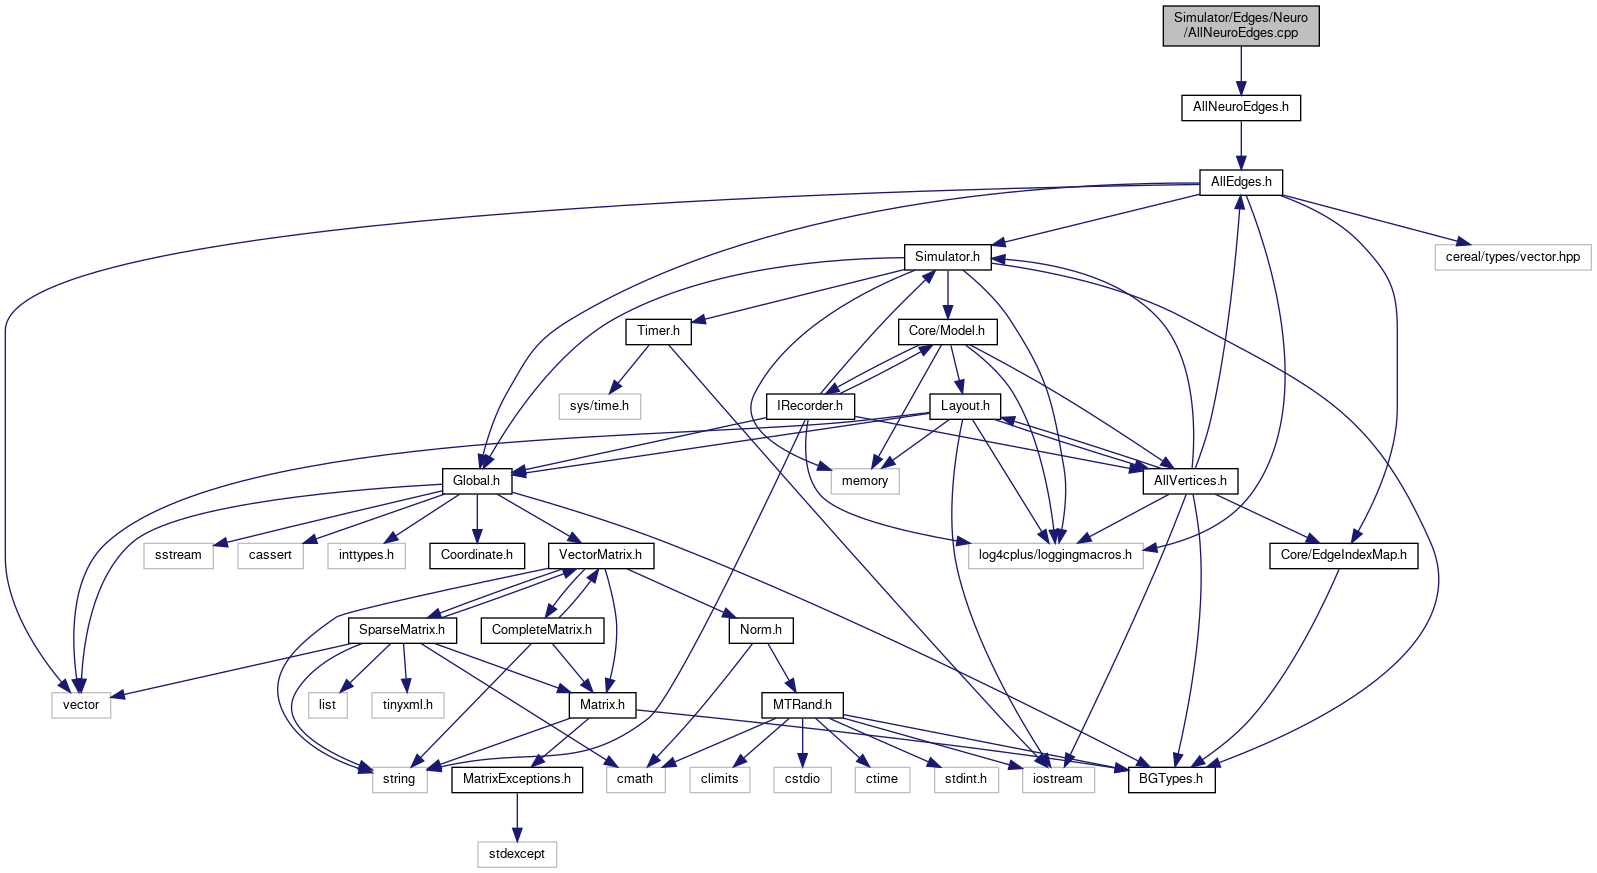 Simulator/Edges/Neuro
/AllNeuroEdges.cpp
AllNeuroEdges.h
AllEdges.h
Simulator.h
cereal/types/vector.hpp
Timer.h
Core/Model.h
sys/time.h
IRecorder.h
Layout.h
Global.h
memory
AllVertices.h
sstream
cassert
inttypes.h
Coordinate.h
VectorMatrix.h
log4cplus/loggingmacros.h
Core/EdgeIndexMap.h
SparseMatrix.h
CompleteMatrix.h
Norm.h
vector
list
tinyxml.h
Matrix.h
MTRand.h
string
MatrixExceptions.h
cmath
climits
cstdio
ctime
stdint.h
iostream
BGTypes.h
stdexcept